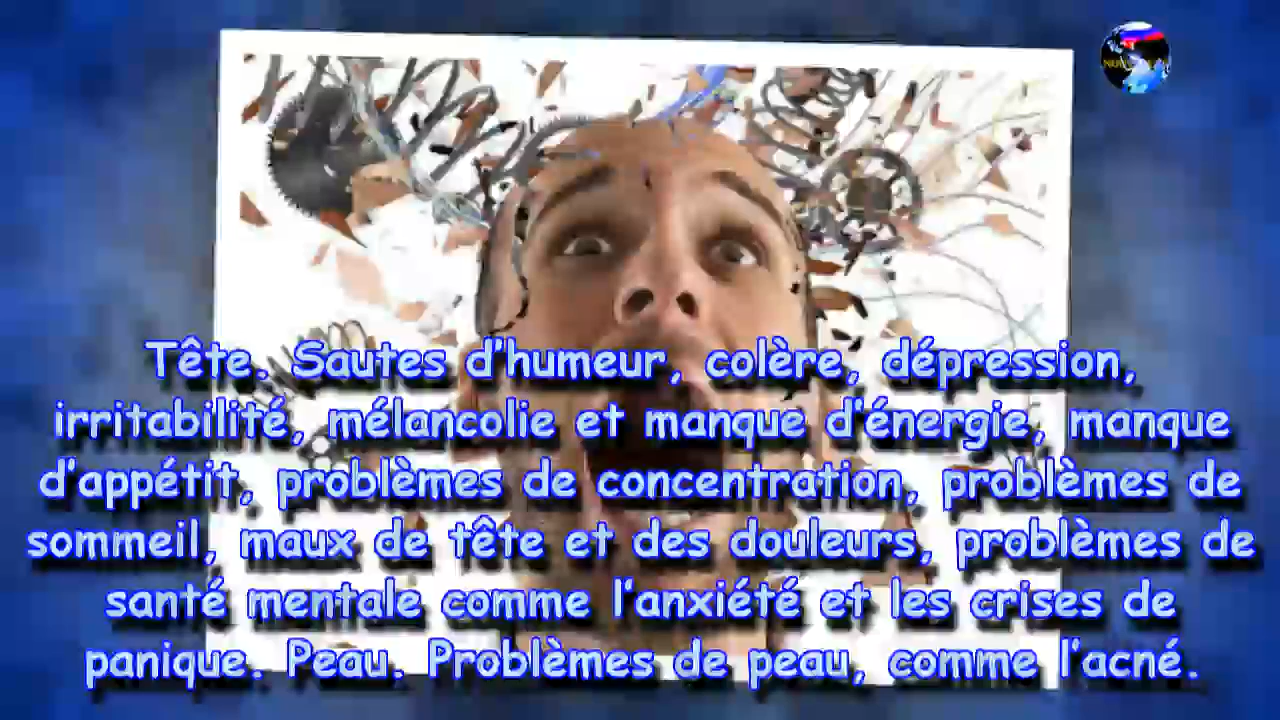 Tête. Sautes d'humeur, colère, dépression,
irritabilité, mélancolie et manque d'énergie, manque
d'appétit, problèmes de concentration, problèmes de
sommeil, maux de tête et des douleurs, problèmes de
santé mentale comme l'anxiété et les crises de
panique. Peau. Problèmes de peau, comme l'acné.